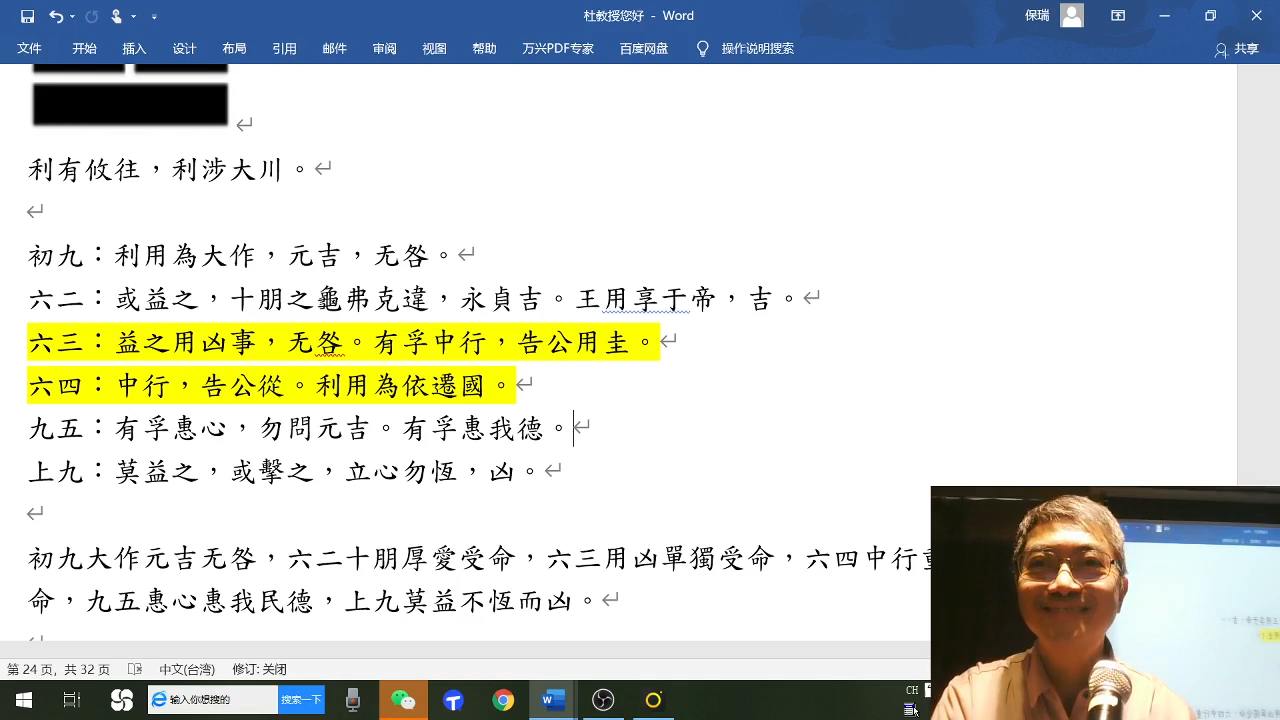 杜教授您好 - Word
保瑞
文件 开始 插入 设计 布局 引用 邮件 审阅 视图 帮助 万兴PDF专家 百度网盘 操作说明搜索 共享
利有攸往，利涉大川。
初九：利用為大作，元吉，无咎。
六二：或益之，十朋之龜弗克違，永貞吉。王用享于帝，吉。
六三：益之用凶事，无咎。有孚中行，告公用圭。
六四：中行，告公從。利用為依遷國。
九五：有孚惠心，勿問元吉。有孚惠我德。
上九：莫益之，或擊之，立心勿恆，凶。
初九大作元吉无咎，六二十朋厚愛受命，六三用凶單獨受命，六四中行
命，九五惠心惠我民德，上九莫益不恆而凶。
第 24 页，共 32 页 中文(台湾) 修订: 关闭
输入你想搜的 搜索一下
CH